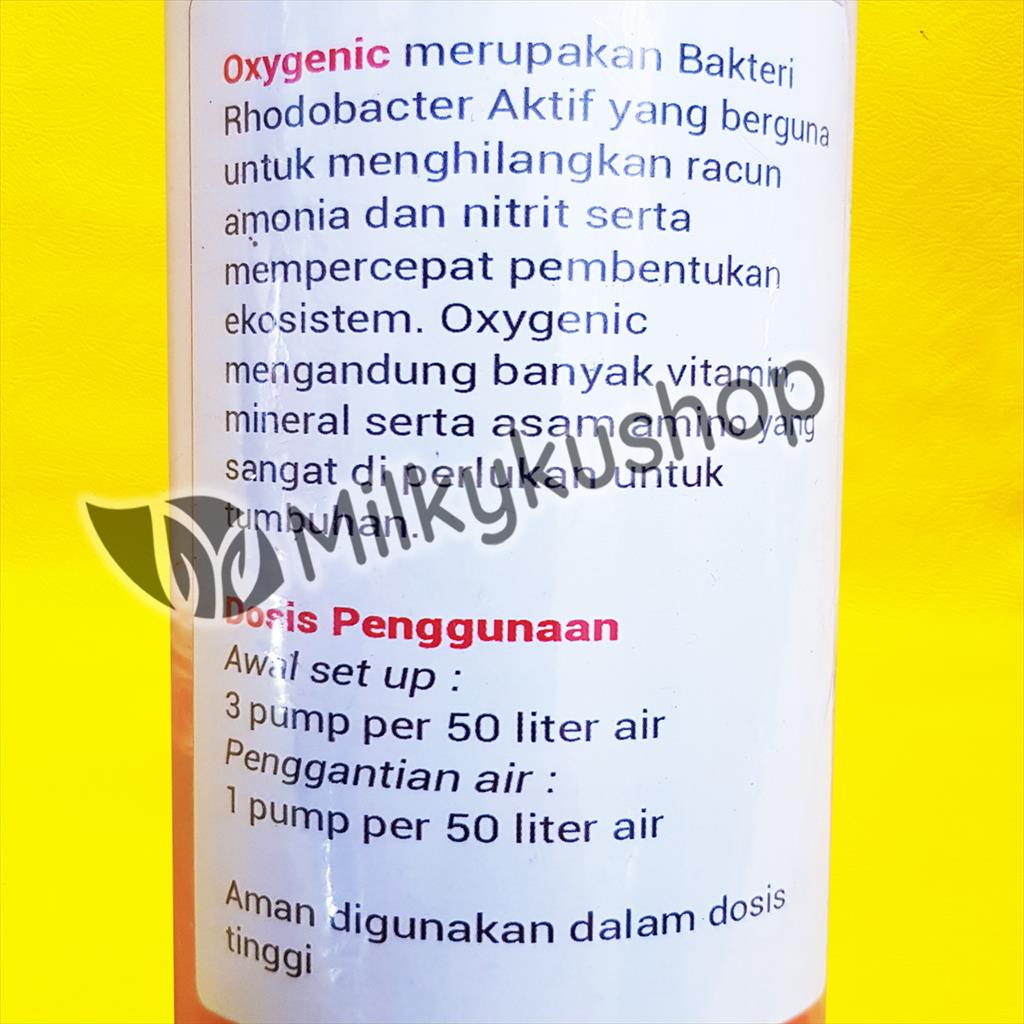 Oxygenic merupakan Bakteri
Rhodobacter Aktif yang berguna
untuk menghilangkan racun
amonia dan nitrit serta
mempercepat pembentukan
ekosistem. Oxygenic
mengandung banyak vitamin,
mineral serta asam amino yang
sangat di perlukan untuk
tumbuhan.
Milkykushop
Dosis Penggunaan
Awal set up :
3 pump per 50 liter air
Penggantian air :
1 pump per 50 liter air
Aman digunakan dalam dosis
tinggi